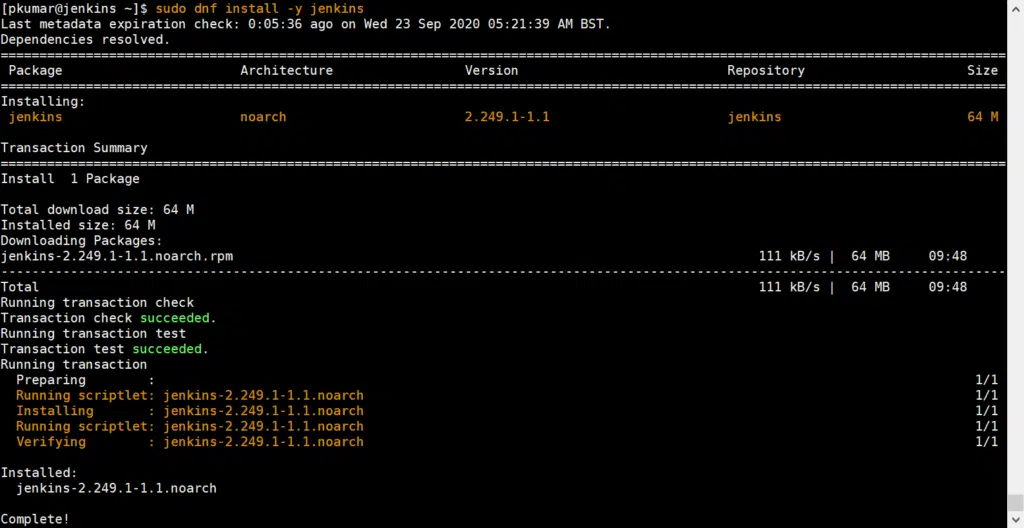 [pkumar@jenkins ~]$ sudo dnf install -y jenkins
Last metadata expiration check: 0:05:36 ago on Wed 23 Sep 2020 05:21:39 AM BST.
Dependencies resolved.
================================================================================================================================
Package Architecture Version Repository Size
================================================================================================================================
Installing:
jenkins noarch 2.249.1-1.1 jenkins 64 M
Transaction Summary
================================================================================================================================
Install  1 Package
Total download size: 64 M
Installed size: 64 M
Downloading Packages:
jenkins-2.249.1-1.1.noarch.rpm 111 kB/s |  64 MB 09:48
--------------------------------------------------------------------------------------------------------------------------------
Total 111 kB/s |  64 MB 09:48
Running transaction check
Transaction check succeeded.
Running transaction test
Transaction test succeeded.
Running transaction
Preparing : 1/1
Running scriptlet: jenkins-2.249.1-1.1.noarch 1/1
Installing : jenkins-2.249.1-1.1.noarch 1/1
Running scriptlet: jenkins-2.249.1-1.1.noarch 1/1
Verifying : jenkins-2.249.1-1.1.noarch 1/1
Installed:
jenkins-2.249.1-1.1.noarch
Complete!